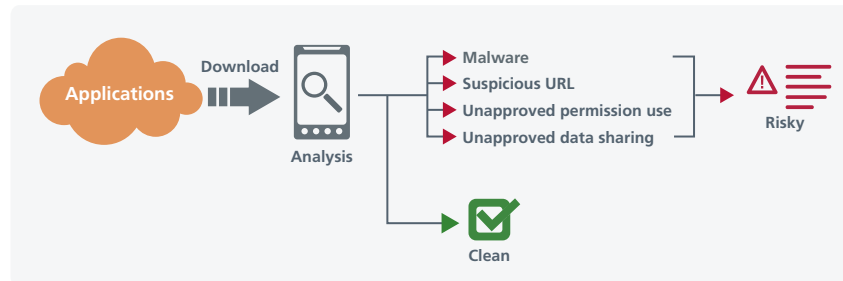 Applications
Download
Analysis
Malware
Suspicious URL
Unapproved permission use
Unapproved data sharing
Risky
Clean